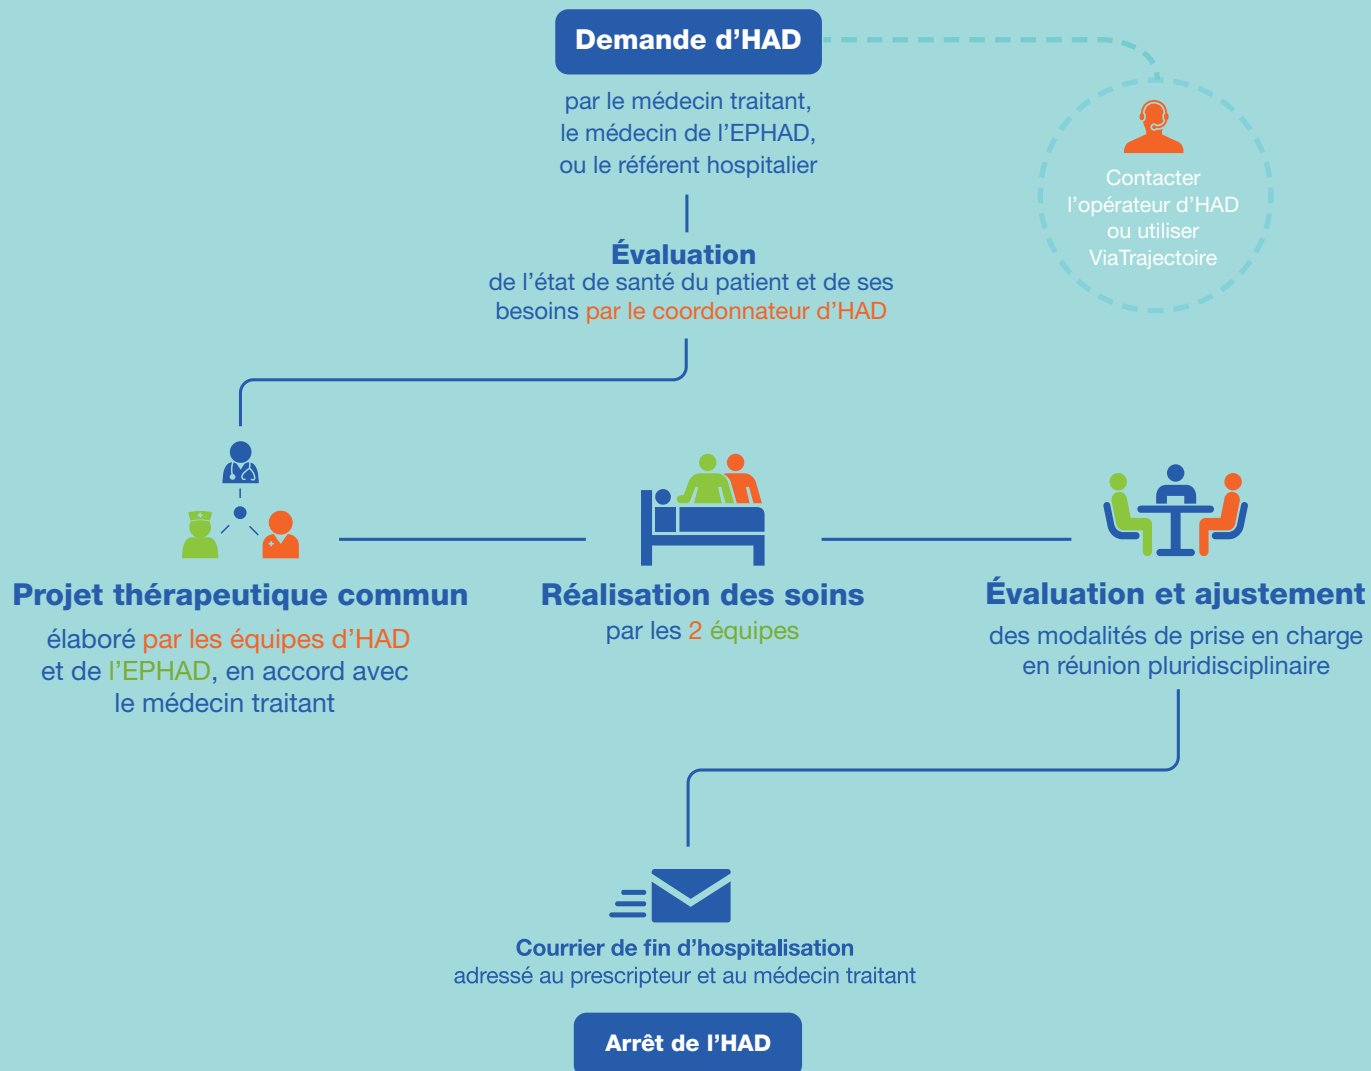 Demande d’HAD
par le médecin traitant,
le médecin de l’EPHAD,
ou le référent hospitalier
Contacter
l’opérateur d’HAD
ou utiliser
ViaTrajectoire
Évaluation
de l’état de santé du patient et de ses
besoins par le coordonnateur d’HAD
Projet thérapeutique commun
élaboré par les équipes d’HAD
et de l’EPHAD, en accord avec
le médecin traitant
Réalisation des soins
par les 2 équipes
Évaluation et ajustement
des modalités de prise en charge
en réunion pluridisciplinaire
Courrier de fin d’hospitalisation
adressé au prescripteur et au médecin traitant
Arrêt de l’HAD